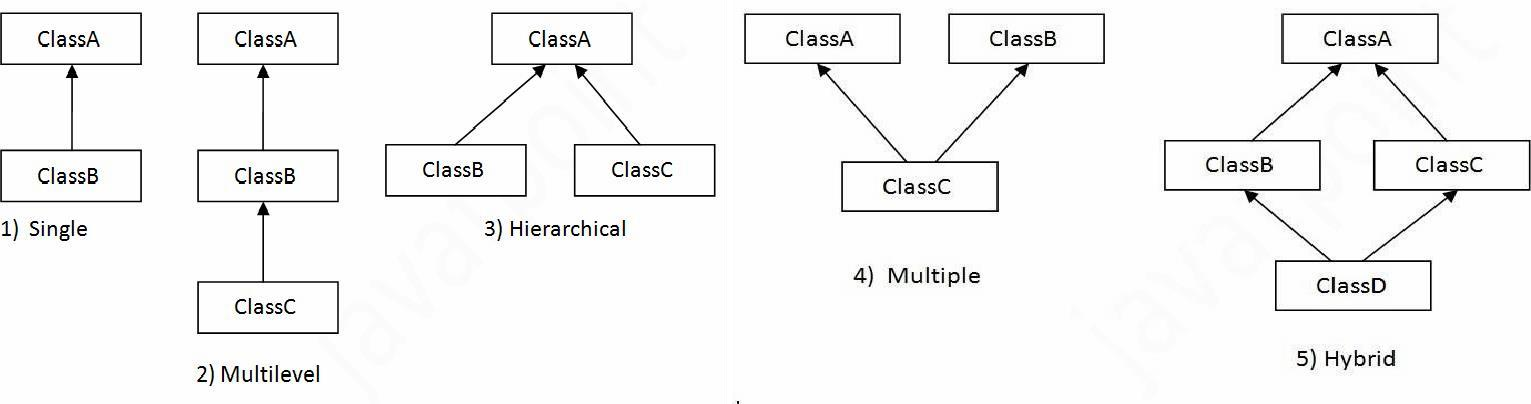 ClassA
ClassB
1) Single
ClassA
ClassB
ClassC
2) Multilevel
ClassA
ClassB
ClassC
3) Hierarchical
ClassA
ClassB
ClassC
4) Multiple
ClassA
ClassB
ClassC
ClassD
5) Hybrid